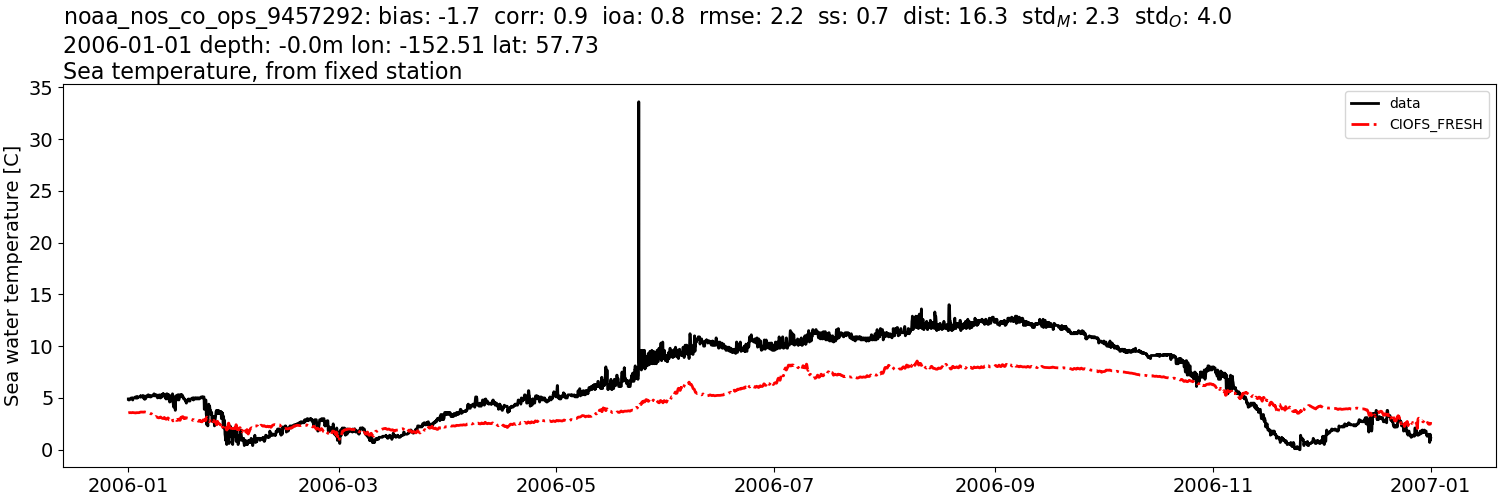 noaa_nos_co_ops_9457292: bias: -1.7 corr: 0.9 ioa: 0.8 rmse: 2.2 ss: 0.7 dist: 16.3 std_M: 2.3 std_O: 4.0
2006-01-01 depth: -0.0m lon: -152.51 lat: 57.73
Sea temperature, from fixed station
Sea water temperature [C]
35
30
25
20
15
10
5
0
data
CIOFS_FRESH
2006-01 2006-03 2006-05 2006-07 2006-09 2006-11 2007-01